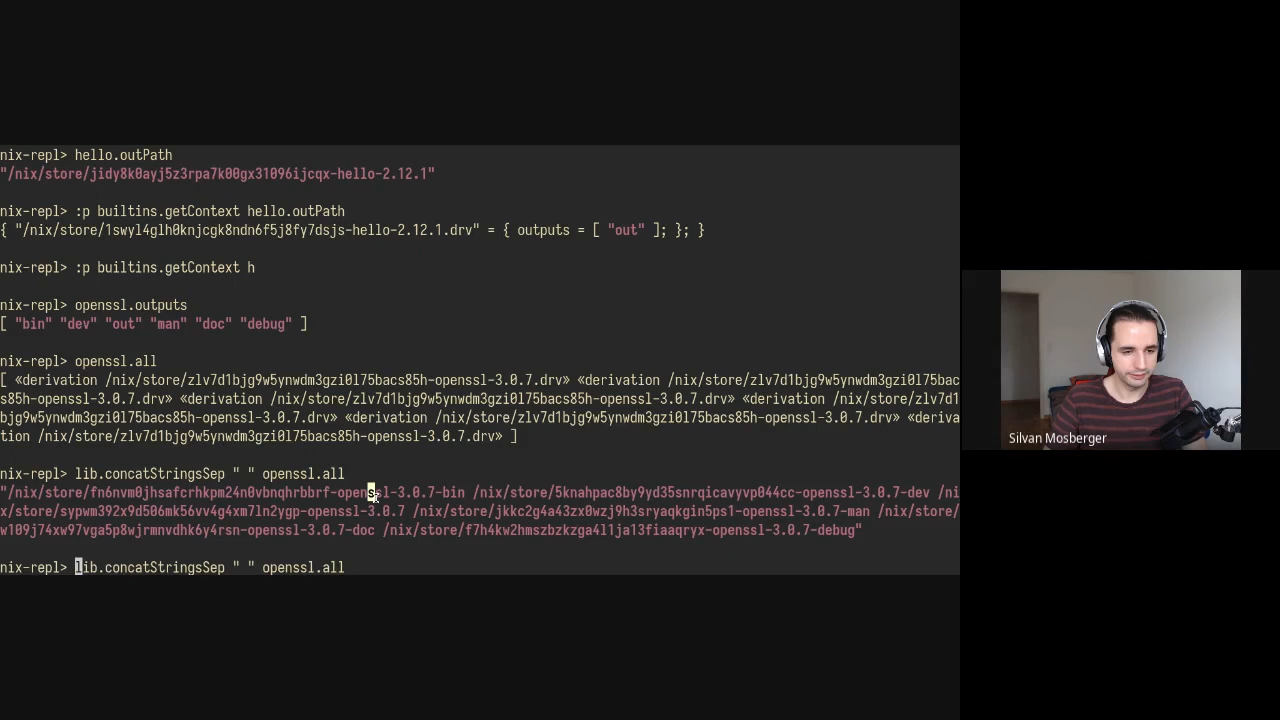 nix-repl> hello.outPath
"/nix/store/jidy8k0ayj5z3rpa7k00gx31096ijcqx-hello-2.12.1"
nix-repl> :p builtins.getContext hello.outPath
{ "/nix/store/1swyl4glh0knjcgk8ndn6f5j8fy7dsjs-hello-2.12.1.drv" = { outputs = [ "out" ]; }; }
nix-repl> :p builtins.getContext h
nix-repl> openssl.outputs
[ "bin" "dev" "out" "man" "doc" "debug" ]
nix-repl> openssl.all
[ «derivation /nix/store/zlv7d1bjg9w5ynwdm3gzi0l75bacs85h-openssl-3.0.7.drv» «derivation /nix/store/zlv7d1bjg9w5ynwdm3gzi0l75bac
s85h-openssl-3.0.7.drv» «derivation /nix/store/zlv7d1bjg9w5ynwdm3gzi0l75bacs85h-openssl-3.0.7.drv» «derivation /nix/store/zlv7d1
bjg9w5ynwdm3gzi0l75bacs85h-openssl-3.0.7.drv» «derivation /nix/store/zlv7d1bjg9w5ynwdm3gzi0l75bacs85h-openssl-3.0.7.drv» «deriva
tion /nix/store/zlv7d1bjg9w5ynwdm3gzi0l75bacs85h-openssl-3.0.7.drv» ]
nix-repl> lib.concatStringsSep " " openssl.all
"/nix/store/fn6nvm0jhsafcrhkpm24n0vbnqhrbbrf-openssl-3.0.7-bin /nix/store/5knahpac8by9yd35snrqicavyvp044cc-openssl-3.0.7-dev /ni
x/store/sypwm392x9d506mk56vv4g4xm7ln2ygp-openssl-3.0.7 /nix/store/jkkc2g4a43zx0wzj9h3sryaqkgin5ps1-openssl-3.0.7-man /nix/store/
w109j74xw97vga5p8wjrmnvdhk6y4rsn-openssl-3.0.7-doc /nix/store/f7h4kw2hmszbzkzga4l1ja13fiaaqryx-openssl-3.0.7-debug"
nix-repl> lib.concatStringsSep " " openssl.all
Silvan Mosberger